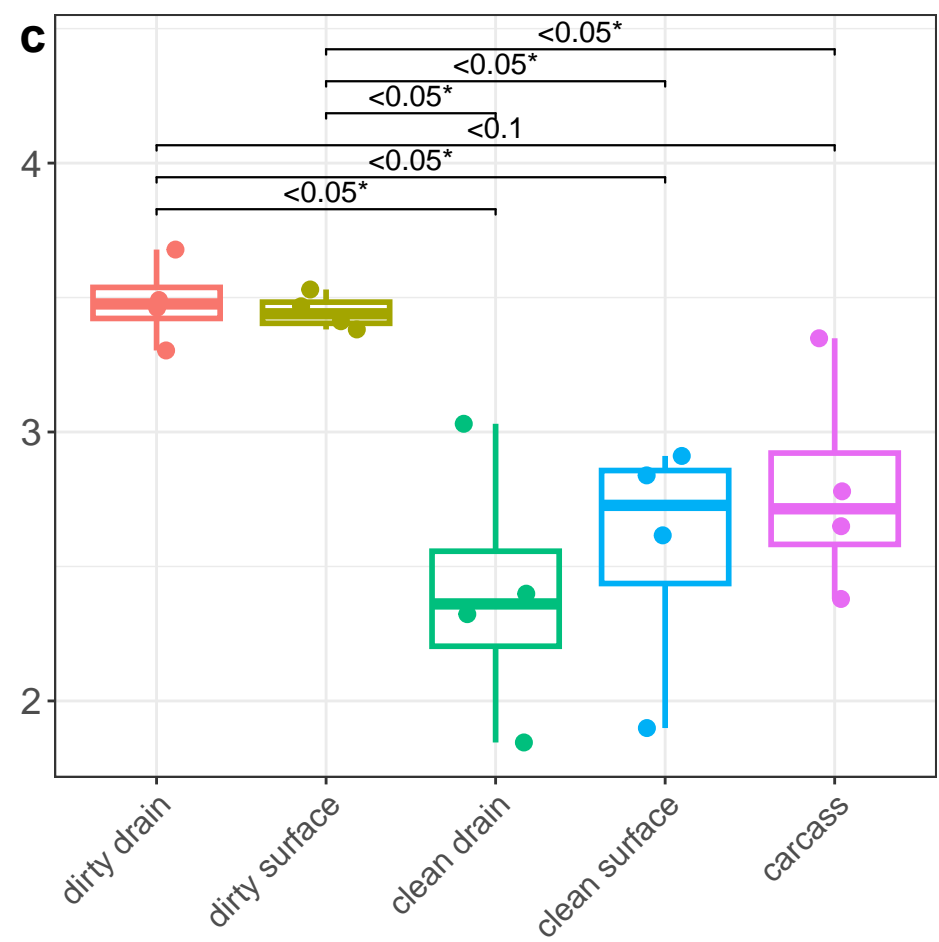 c
<0.05*
<0.05*
<0.05*
<0.1
<0.05*
<0.05*
4
3
2
dirty drain
dirty surface
clean drain
clean surface
carcass